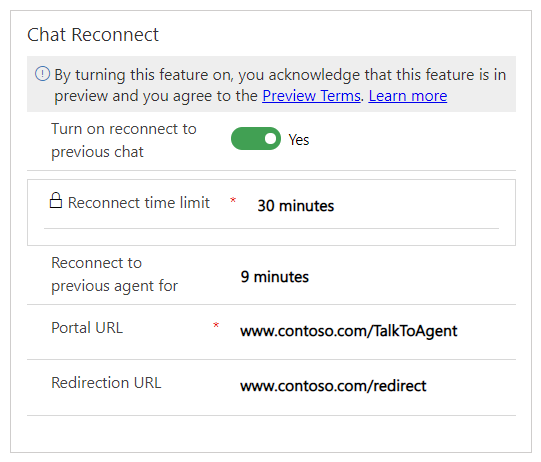 Chat Reconnect
By turning this feature on, you acknowledge that this feature is in
preview and you agree to the Preview Terms. Learn more
Turn on reconnect to
previous chat
Yes
Reconnect time limit * 30 minutes
Reconnect to
previous agent for
9 minutes
Portal URL * www.contoso.com/TalkToAgent
Redirection URL www.contoso.com/redirect